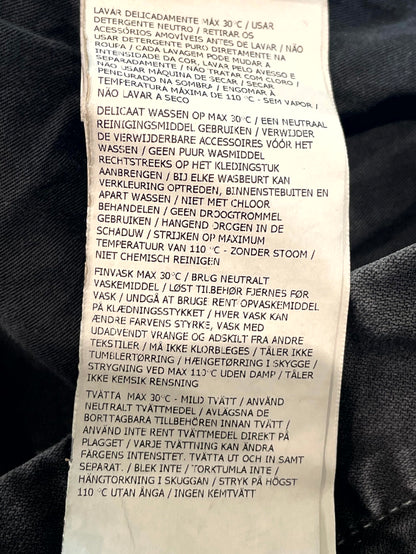 LAVAR DELICADAMENTE MÁX 30°C / USAR
DETERGENTE NEUTRO / RETIRAR OS
ACESSÓRIOS AMOVÍVEIS ANTES DE LAVAR / NÃO
USAR DETERGENTE PURO DIRETAMENTE NA
ROUPA / CADA LAVAGEM PODE MUDAR A
INTENSIDADE DA COR, LAVAR PELO AVESSO E
SEPARADAMENTE / NÃO TRATAR COM CLORO /
NÃO USAR MÁQUINA DE SECAR / SECAR
PENDURADO NA SOMBRA / ENGOMAR À
TEMPERATURA MÁXIMA DE 110 °C - SEM VAPOR /
NÃO LAVAR A SECO
DELICAAT WASSEN OP MAX 30°C / EEN NEUTRAAL
REINIGINGSMIDDEL GEBRUIKEN / VERWIJDER
DE VERWIJDERBARE ACCESSOIRES VÓÓR HET
WASSEN / GEEN PUUR WASMIDDEL
RECHTSTREEKS OP HET KLEDINGSTUK
AANBRENGEN / BIJ ELKE WASBEURT KAN
VERKLEURING OPTREDEN, BINNENSTEBUITEN EN
APART WASSEN / NIET MET CHLOOR
BEHANDELEN / GEEN DROOGTROMMEL
GEBRUIKEN / HANGEND DROGEN IN DE
SCHADUW / STRIJKEN OP MAXIMUM
TEMPERATUUR VAN 110 °C - ZONDER STOOM /
NIET CHEMISCH REINIGEN
FINVASK MAX 30°C / BRUG NEUTRALT
VASKEMIDDEL / LØST TILBEHØR FJERNES FØR
VASK / UNDGÅ AT BRUGE RENT OPVASKEMIDDEL
PÅ KLÆDNINGSSTYKKET / HVER VASK KAN
ÆNDRE FARVENS STYRKE, VASK MED
UDADVENDT VRANGE OG ADSKILT FRA ANDRE
TEKSTILER / MÅ IKKE KLORBLEGES / TÅLER IKKE
TUMBLERTØRRING / HÆNGETØRRING I SKYGGE /
STRYGNING VED MAX 110°C UDEN DAMP / TÅLER
IKKE KEMISK RENSNING
TVÄTTA MAX 30°C - MILD TVÄTT / ANVÄND
NEUTRALT TVÄTTMEDEL / AVLÄGSNA DE
BORTTAGBARA TILLBEHÖREN INNAN TVÄTT /
ANVÄND INTE RENT TVÄTTMEDEL DIREKT PÅ
PLAGGET / VARJE TVÄTTNING KAN ÄNDRA
FÄRGENS INTENSITET. TVÄTTA UT OCH IN SAMT
SEPARAT. / BLEK INTE / TORKTUMLA INTE /
HÄNGTORKNING I SKUGGAN / STRYK PÅ HÖGST
110 °C UTAN ÅNGA / INGEN KEMTVÄTT